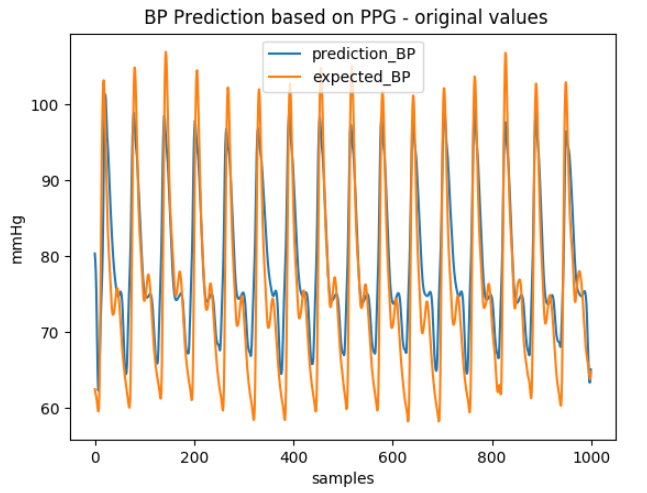 BP Prediction based on PPG - original values
prediction_BP
expected_BP
100
90
80
70
60
mmHg
0
200
400
600
800
1000
samples